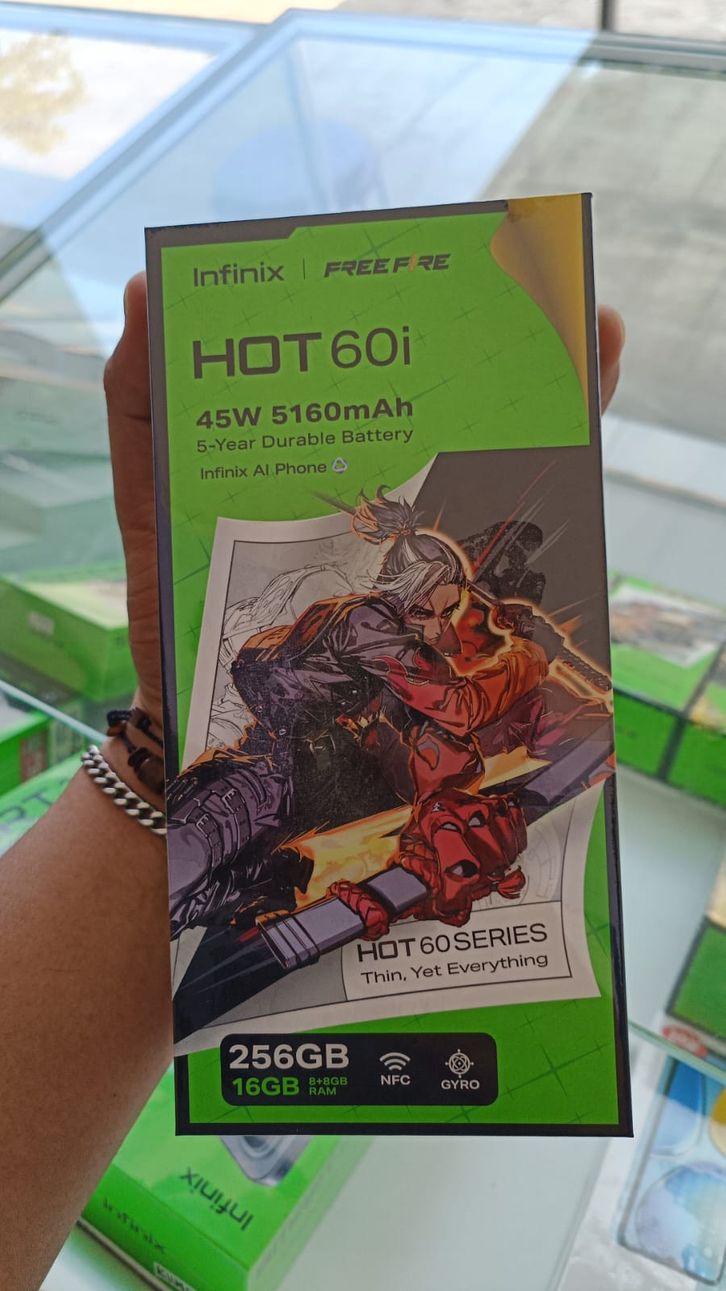 Infinix | FREE FIRE
HOT 60i
45W 5160mAh
5-Year Durable Battery
Infinix AI Phone
HOT 60 SERIES
Thin, Yet Everything
256GB
16GB 8+8GB RAM
NFC
GYRO
Infinix
Infinix